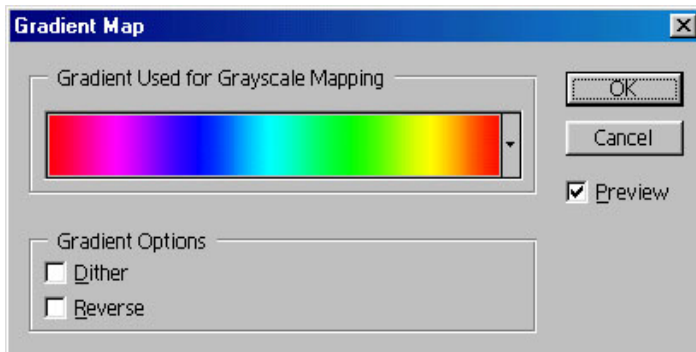 Gradient Map
Gradient Used for Grayscale Mapping
OK
Cancel
Preview
Gradient Options
Dither
Reverse